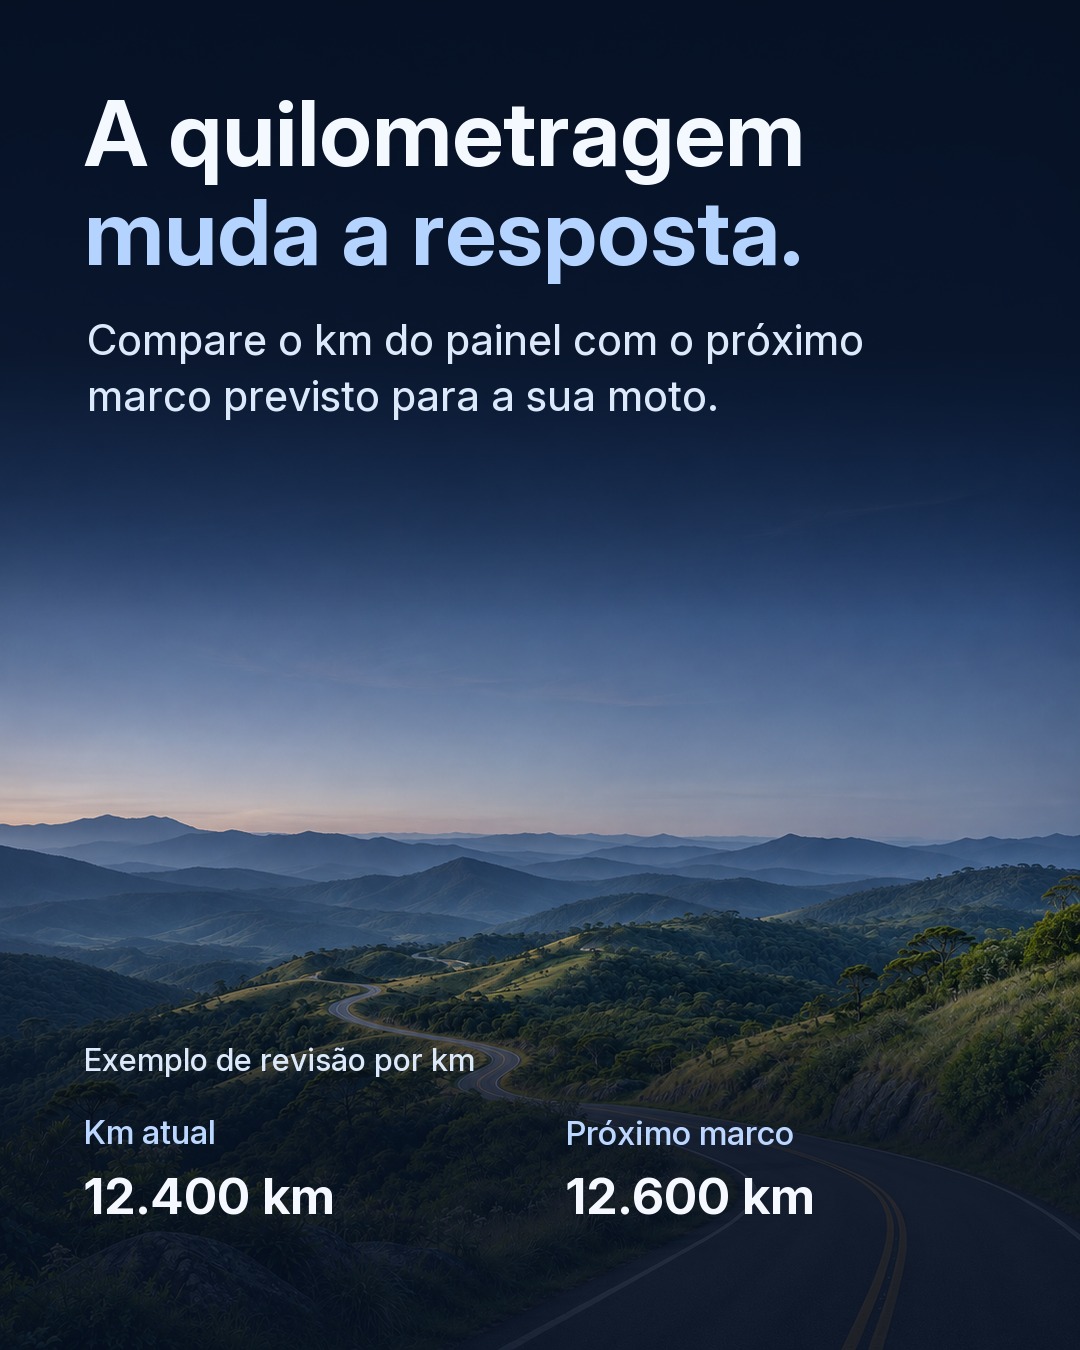 A quilometragem
muda a resposta.
Compare o km do painel com o próximo
marco previsto para a sua moto.
Exemplo de revisão por km
Km atual
12.400 km
Próximo marco
12.600 km